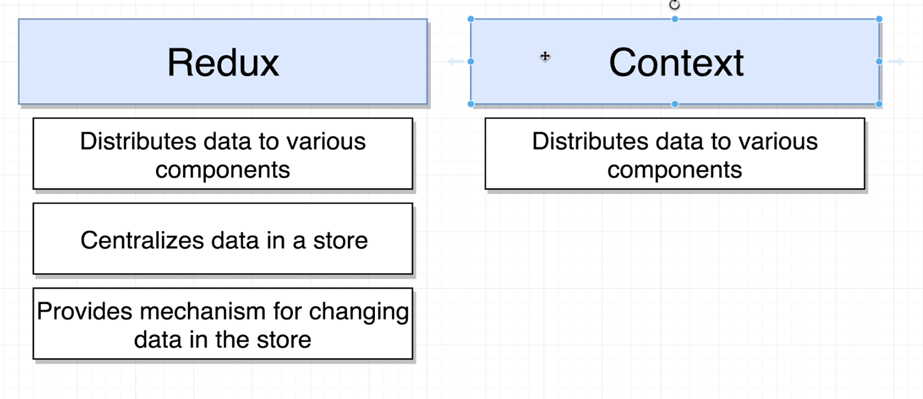 Redux
Distributes data to various
components
Centralizes data in a store
Provides mechanism for changing
data in the store
Context
Distributes data to various
components